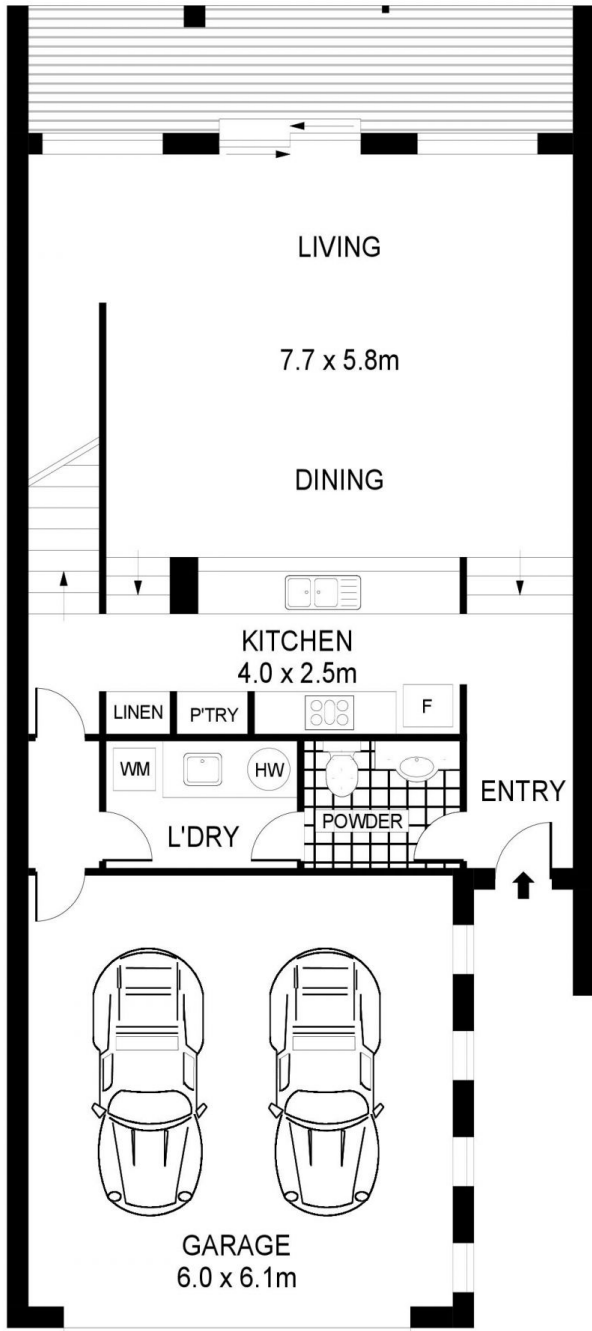 LIVING
7.7 x 5.8m
DINING
KITCHEN
4.0 x 2.5m
LINEN
P'TRY
F
WM
HW
ENTRY
POWDER
L'DRY
GARAGE
6.0 x 6.1m